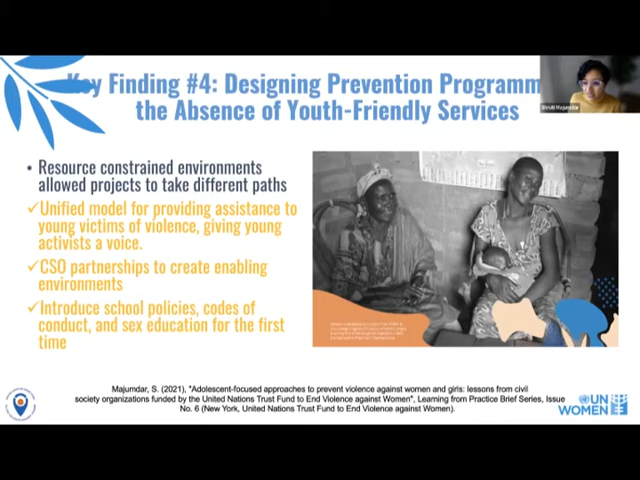 Key Finding #4: Designing Prevention Programm
the Absence of Youth-Friendly Services
Shruti Majumdar
• Resource constrained environments
allowed projects to take different paths
✓Unified model for providing assistance to
young victims of violence, giving young
activists a voice.
✓CSO partnerships to create enabling
environments
✓Introduce school policies, codes of
conduct, and sex education for the first
time
Majumdar, S. (2021), "Adolescent-focused approaches to prevent violence against women and girls: lessons from civil
society organizations funded by the United Nations Trust Fund to End Violence against Women", Learning from Practice Brief Series, Issue
No. 6 (New York, United Nations Trust Fund to End Violence against Women).
UN
WOMEN